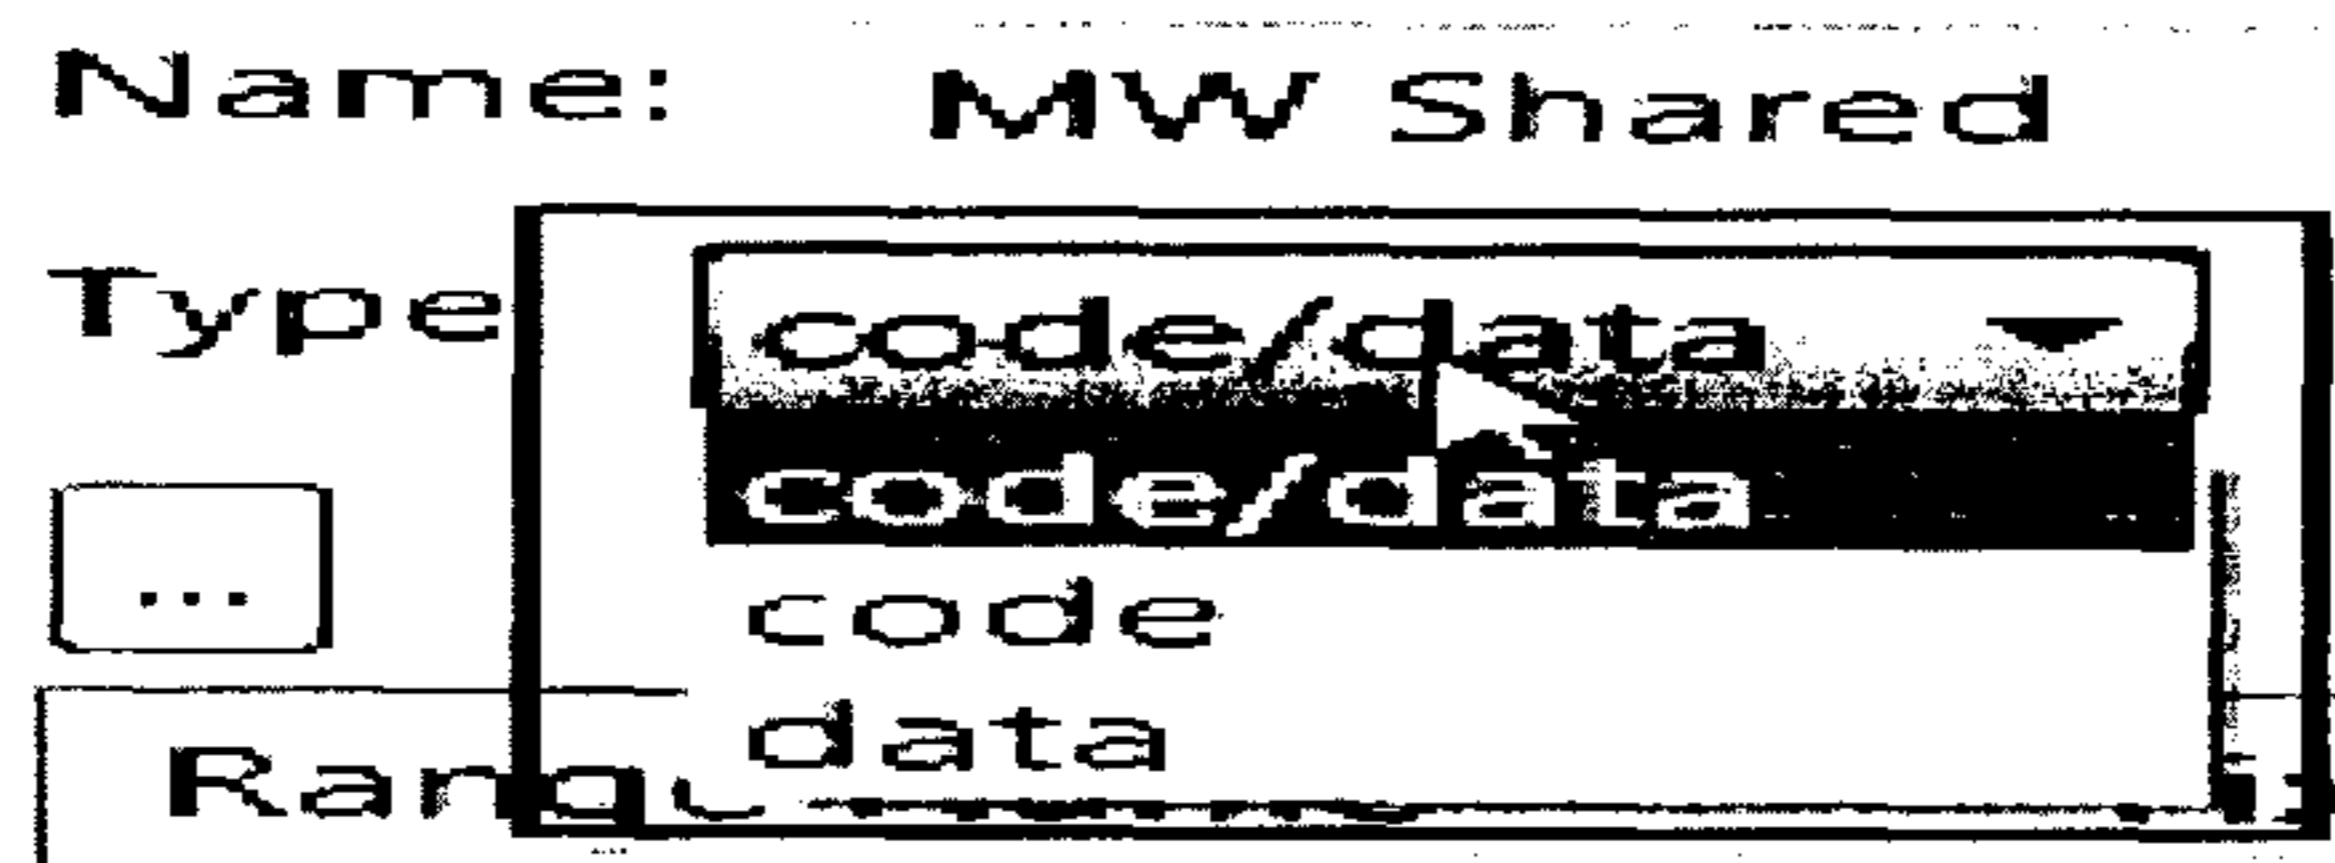 Name: MW Shared
Type code/data
code/data
...
code
data